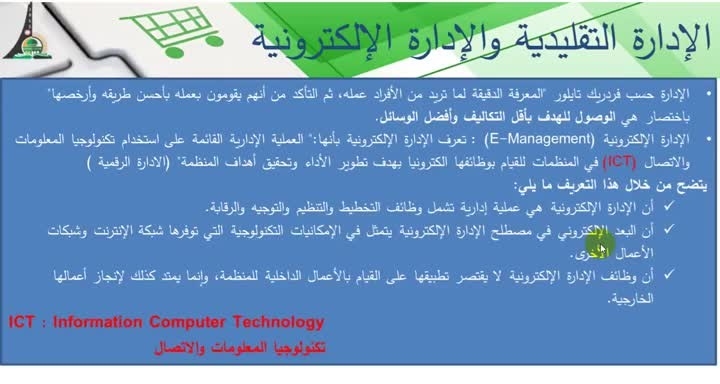 الإدارة التقليدية والإدارة الإلكترونية
• الإدارة حسب فردريك تايلور "المعرفة الدقيقة لما تريد من الأفراد عمله، ثم التأكد من أنهم يقومون بعمله بأحسن طريقه وأرخصها"
باختصار هي الوصول للهدف بأقل التكاليف وأفضل الوسائل.
• الإدارة الإلكترونية (E-Management) : تعرف الإدارة الإلكترونية بأنها:" العملية الإدارية القائمة على استخدام تكنولوجيا المعلومات
والاتصال (ICT) في المنظمات للقيام بوظائفها الكترونيا بهدف تطوير الأداء وتحقيق أهداف المنظمة" (الادارة الرقمية )
يتضح من خلال هذا التعريف ما يلي:
✓ أن الإدارة الإلكترونية هي عملية إدارية تشمل وظائف التخطيط والتنظيم والتوجيه والرقابة.
✓ أن البعد الإلكتروني في مصطلح الإدارة الإلكترونية يتمثل في الإمكانيات التكنولوجية التي توفرها شبكة الإنترنت وشبكات
الأعمال الأخرى.
✓ أن وظائف الإدارة الإلكترونية لا يقتصر تطبيقها على القيام بالأعمال الداخلية للمنظمة، وإنما يمتد كذلك لإنجاز أعمالها
الخارجية.
ICT : Information Computer Technology
تكنولوجيا المعلومات والاتصال